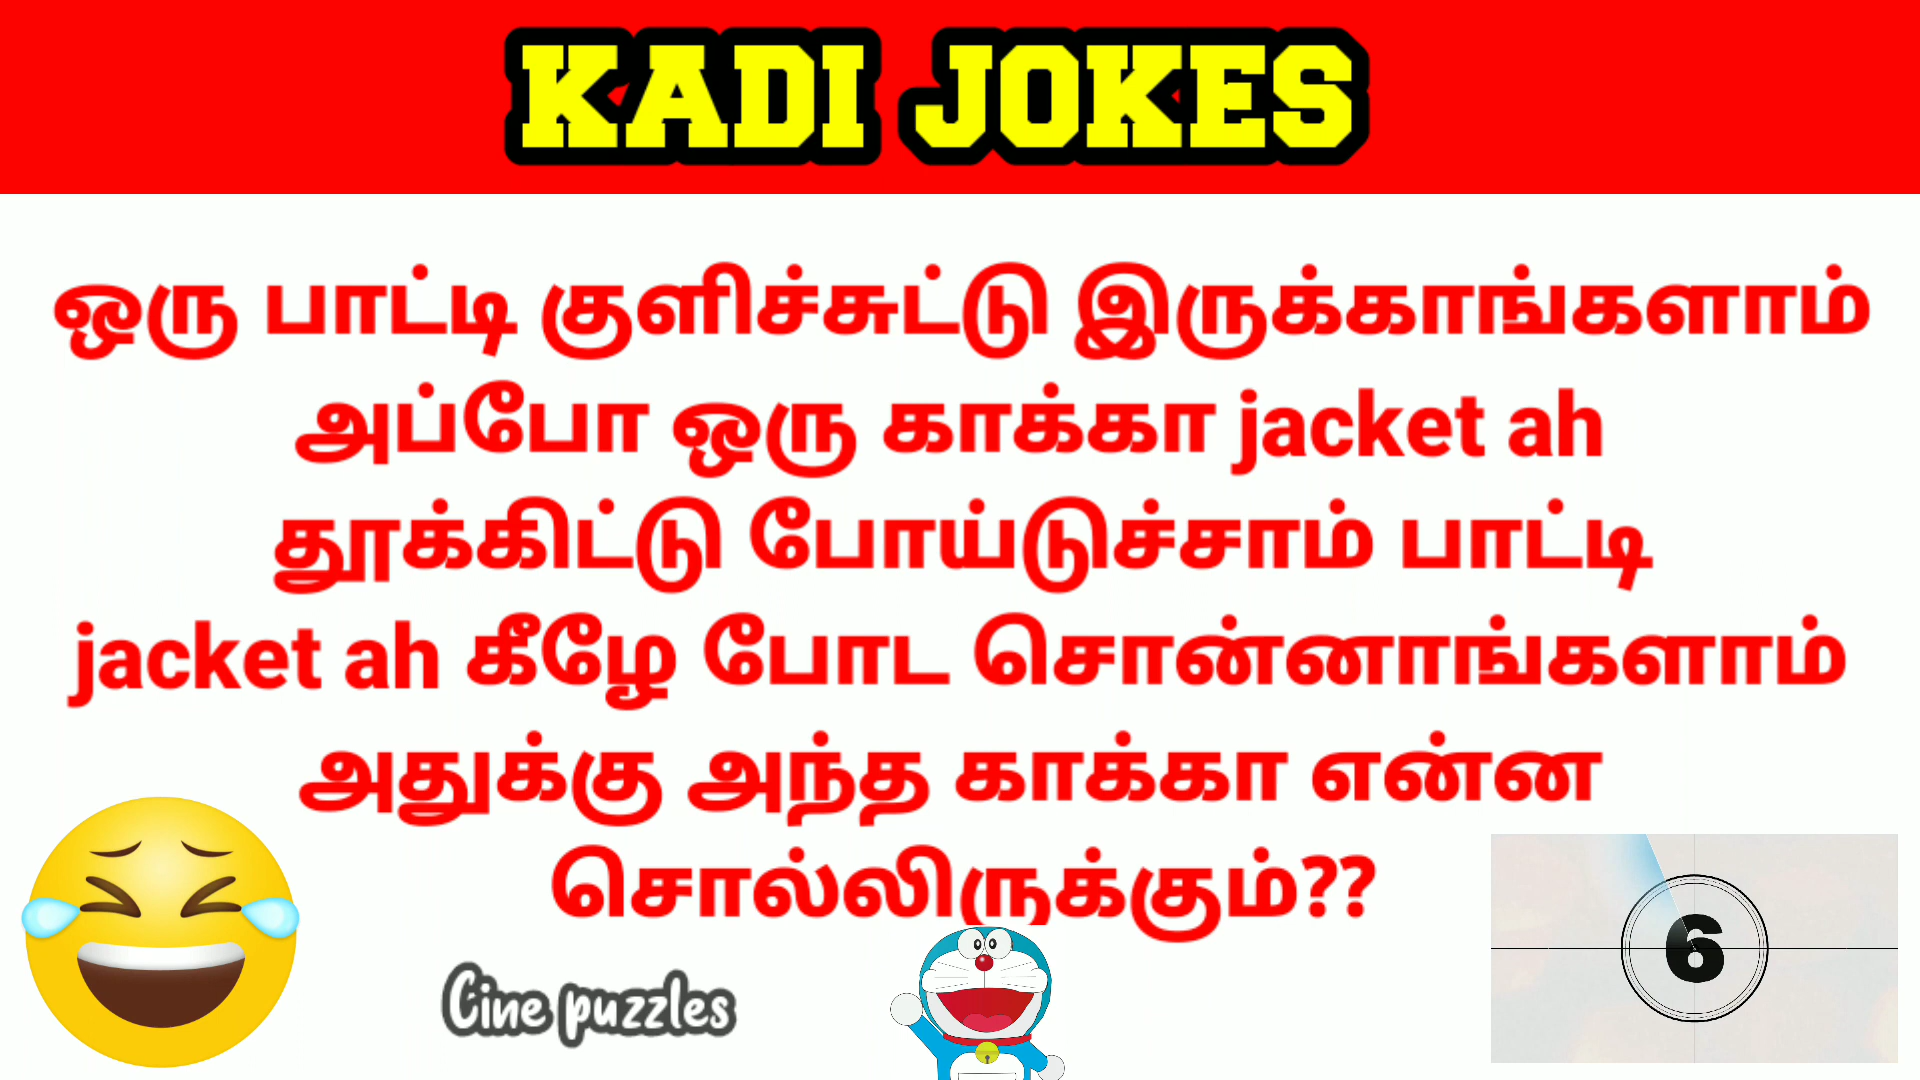 KADI JOKES
ஒரு பாட்டி குளிச்சுட்டு இருக்காங்களாம்
அப்போ ஒரு காக்கா jacket ah
தூக்கிட்டு போய்டுச்சாம் பாட்டி
jacket ah கீழே போட சொன்னாங்களாம்
அதுக்கு அந்த காக்கா என்ன
சொல்லிருக்கும்??
Cine puzzles
6